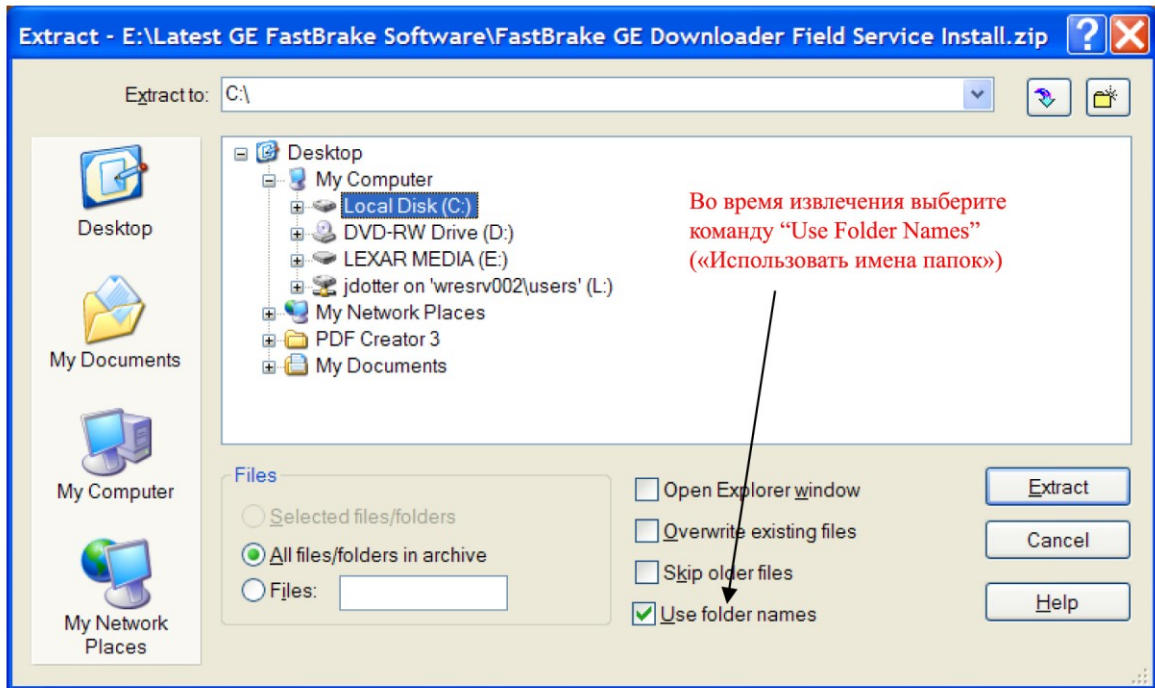 Extract - E:\Latest GE FastBrake Software\FastBrake GE Downloader Field Service Install.zip
Extract to: C:\
Desktop
My Documents
My Computer
My Network
Places
Desktop
My Computer
Local Disk (C:)
DVD-RW Drive (D:)
LEXAR MEDIA (E:)
jdotter on 'wresrv002\users' (L:)
My Network Places
PDF Creator 3
My Documents
Во время извлечения выберите
команду “Use Folder Names”
(«Использовать имена папок»)
Files
Selected files/folders
All files/folders in archive
Files:
Open Explorer window
Overwrite existing files
Skip older files
Use folder names
Extract
Cancel
Help